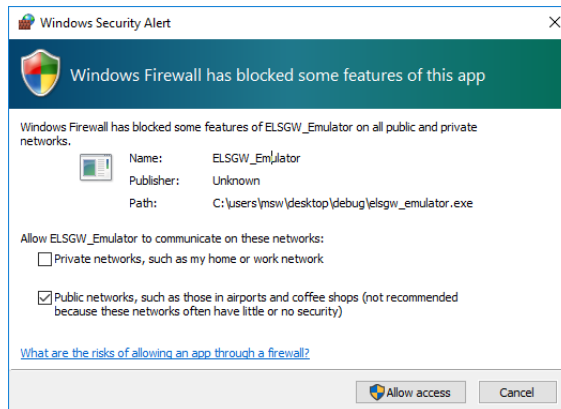 Windows Security Alert
Windows Firewall has blocked some features of this app
Windows Firewall has blocked some features of ELSGW_Emulator on all public and private
networks.
Name: ELSGW_Emulator
Publisher: Unknown
Path: C:\users\msw\desktop\debug\elsgw_emulator.exe
Allow ELSGW_Emulator to communicate on these networks:
Private networks, such as my home or work network
Public networks, such as those in airports and coffee shops (not recommended
because these networks often have little or no security)
What are the risks of allowing an app through a firewall?
Allow access Cancel